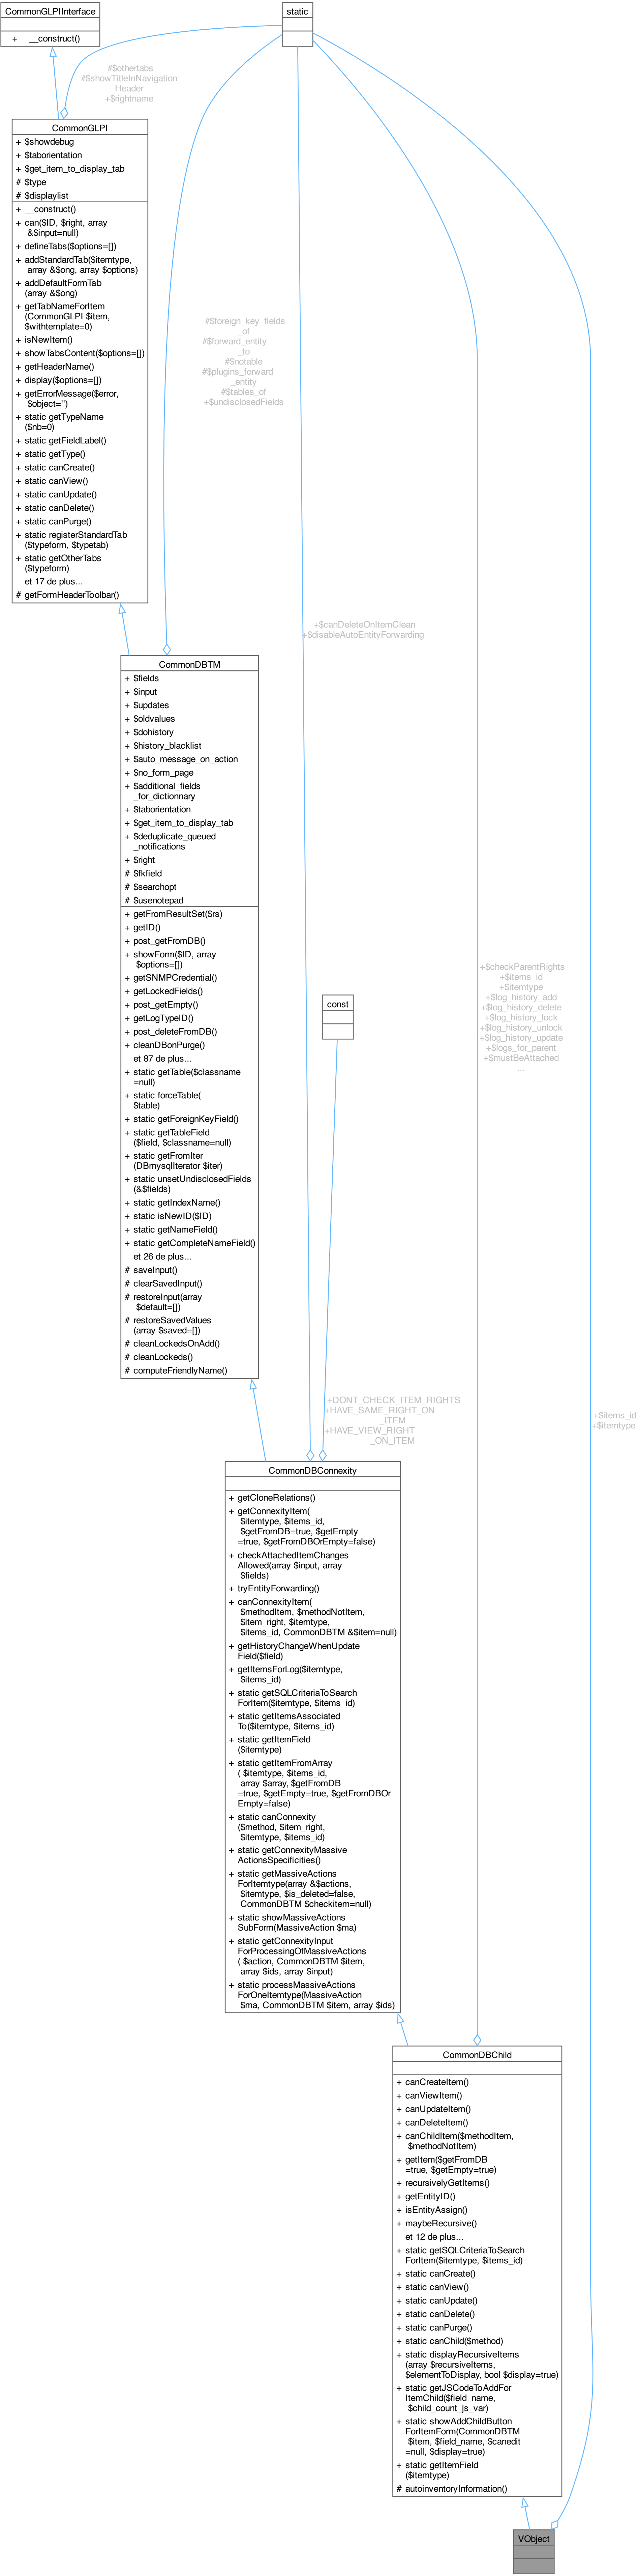 CommonGLPIInterface
+ __construct()
static
#$othertabs
#$showTitleInNavigation
Header
+$rightname
CommonGLPI
+ $showdebug
+ $taborientation
+ $get_item_to_display_tab
# $type
# $displaylist
+ __construct()
+ can($ID, $right, array
&$input=null)
+ defineTabs($options=[])
+ addStandardTab($itemtype,
array &$ong, array $options)
+ addDefaultFormTab
(array &$ong)
+ getTabNameForItem
(CommonGLPI $item,
$withtemplate=0)
+ isNewItem()
+ showTabsContent($options=[])
+ getHeaderName()
+ display($options=[])
+ getErrorMessage($error,
$object='')
+ static getTypeName
($nb=0)
+ static getFieldLabel()
+ static getType()
+ static canCreate()
+ static canView()
+ static canUpdate()
+ static canDelete()
+ static canPurge()
+ static registerStandardTab
($typeform, $typetab)
+ static getOtherTabs
($typeform)
et 17 de plus...
# getFormHeaderToolbar()
#$foreign_key_fields
_of
#$forward_entity
_to
#$notable
#$plugins_forward
_entity
#$tables_of
+$undisclosedFields
+$canDeleteOnItemClean
+$disableAutoEntityForwarding
CommonDBTM
+ $fields
+ $input
+ $updates
+ $oldvalues
+ $dohistory
+ $history_blacklist
+ $auto_message_on_action
+ $no_form_page
+ $additional_fields
_for_dictionnary
+ $taborientation
+ $get_item_to_display_tab
+ $deduplicate_queued
_notifications
+ $right
# $fkfield
# $searchopt
# $usenotepad
+ getFromResultSet($rs)
+ getID()
+ post_getFromDB()
+ showForm($ID, array
$options=[])
+ getSNMPCredential()
+ getLockedFields()
+ post_getEmpty()
+ getLogTypeID()
+ post_deleteFromDB()
+ cleanDBonPurge()
et 87 de plus...
+ static getTable($classname
=null)
+ static forceTable(
$table)
+ static getForeignKeyField()
+ static getTableField
($field, $classname=null)
+ static getFromIter
(DBmysqlIterator $iter)
+ static unsetUndisclosedFields
(&$fields)
+ static getIndexName()
+ static isNewID($ID)
+ static getNameField()
+ static getCompleteNameField()
et 26 de plus...
# saveInput()
# clearSavedInput()
# restoreInput(array
$default=[])
# restoreSavedValues
(array $saved=[])
# cleanLockedsOnAdd()
# cleanLockeds()
# computeFriendlyName()
const
+$checkParentRights
+$items_id
+$itemtype
+$log_history_add
+$log_history_delete
+$log_history_lock
+$log_history_unlock
+$log_history_update
+$logs_for_parent
+$mustBeAttached
...
+DONT_CHECK_ITEM_RIGHTS
+HAVE_SAME_RIGHT_ON
_ITEM
+HAVE_VIEW_RIGHT
_ON_ITEM
+$items_id
+$itemtype
CommonDBConnexity
+ getCloneRelations()
+ getConnexityItem(
$itemtype, $items_id,
$getFromDB=true, $getEmpty
=true, $getFromDBOrEmpty=false)
+ checkAttachedItemChanges
Allowed(array $input, array
$fields)
+ tryEntityForwarding()
+ canConnexityItem(
$methodItem, $methodNotItem,
$item_right, $itemtype,
$items_id, CommonDBTM &$item=null)
+ getHistoryChangeWhenUpdate
Field($field)
+ getItemsForLog($itemtype,
$items_id)
+ static getSQLCriteriaToSearch
ForItem($itemtype, $items_id)
+ static getItemsAssociated
To($itemtype, $items_id)
+ static getItemField
($itemtype)
+ static getItemFromArray
( $itemtype, $items_id,
array $array, $getFromDB
=true, $getEmpty=true, $getFromDBOr
Empty=false)
+ static canConnexity
($method, $item_right,
$itemtype, $items_id)
+ static getConnexityMassive
ActionsSpecificities()
+ static getMassiveActions
ForItemtype(array &$actions,
$itemtype, $is_deleted=false,
CommonDBTM $checkitem=null)
+ static showMassiveActions
SubForm(MassiveAction $ma)
+ static getConnexityInput
ForProcessingOfMassiveActions
( $action, CommonDBTM $item,
array $ids, array $input)
+ static processMassiveActions
ForOneItemtype(MassiveAction
$ma, CommonDBTM $item, array $ids)
CommonDBChild
+ canCreateItem()
+ canViewItem()
+ canUpdateItem()
+ canDeleteItem()
+ canChildItem($methodItem,
$methodNotItem)
+ getItem($getFromDB
=true, $getEmpty=true)
+ recursivelyGetItems()
+ getEntityID()
+ isEntityAssign()
+ maybeRecursive()
et 12 de plus...
+ static getSQLCriteriaToSearch
ForItem($itemtype, $items_id)
+ static canCreate()
+ static canView()
+ static canUpdate()
+ static canDelete()
+ static canPurge()
+ static canChild($method)
+ static displayRecursiveItems
(array $recursiveItems,
$elementToDisplay, bool $display=true)
+ static getJSCodeToAddFor
ItemChild($field_name,
$child_count_js_var)
+ static showAddChildButton
ForItemForm(CommonDBTM
$item, $field_name, $canedit
=null, $display=true)
+ static getItemField
($itemtype)
# autoinventoryInformation()
VObject